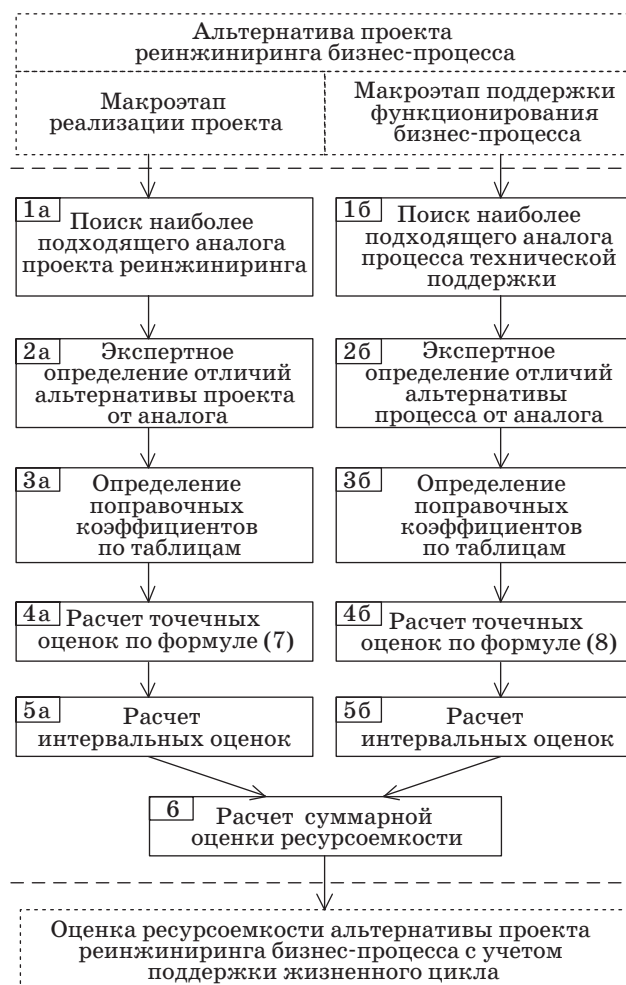 Альтернатива проекта
реинжиниринга бизнес-процесса
Макроэтап
реализации проекта
Макроэтап поддержки
функционирования
бизнес-процесса
1а
Поиск наиболее
подходящего аналога
проекта реинжиниринга
1б
Поиск наиболее
подходящего аналога
процесса технической
поддержки
2а
Экспертное
определение отличий
альтернативы проекта
от аналога
2б
Экспертное
определение отличий
альтернативы
процесса от аналога
3а
Определение
поправочных
коэффициентов
по таблицам
3б
Определение
поправочных
коэффициентов
по таблицам
4а
Расчет точечных
оценок по формуле (7)
4б
Расчет точечных
оценок по формуле (8)
5а
Расчет
интервальных оценок
5б
Расчет
интервальных оценок
6
Расчет суммарной
оценки ресурсоемкости
Оценка ресурсоемкости альтернативы проекта
реинжиниринга бизнес-процесса с учетом
поддержки жизненного цикла